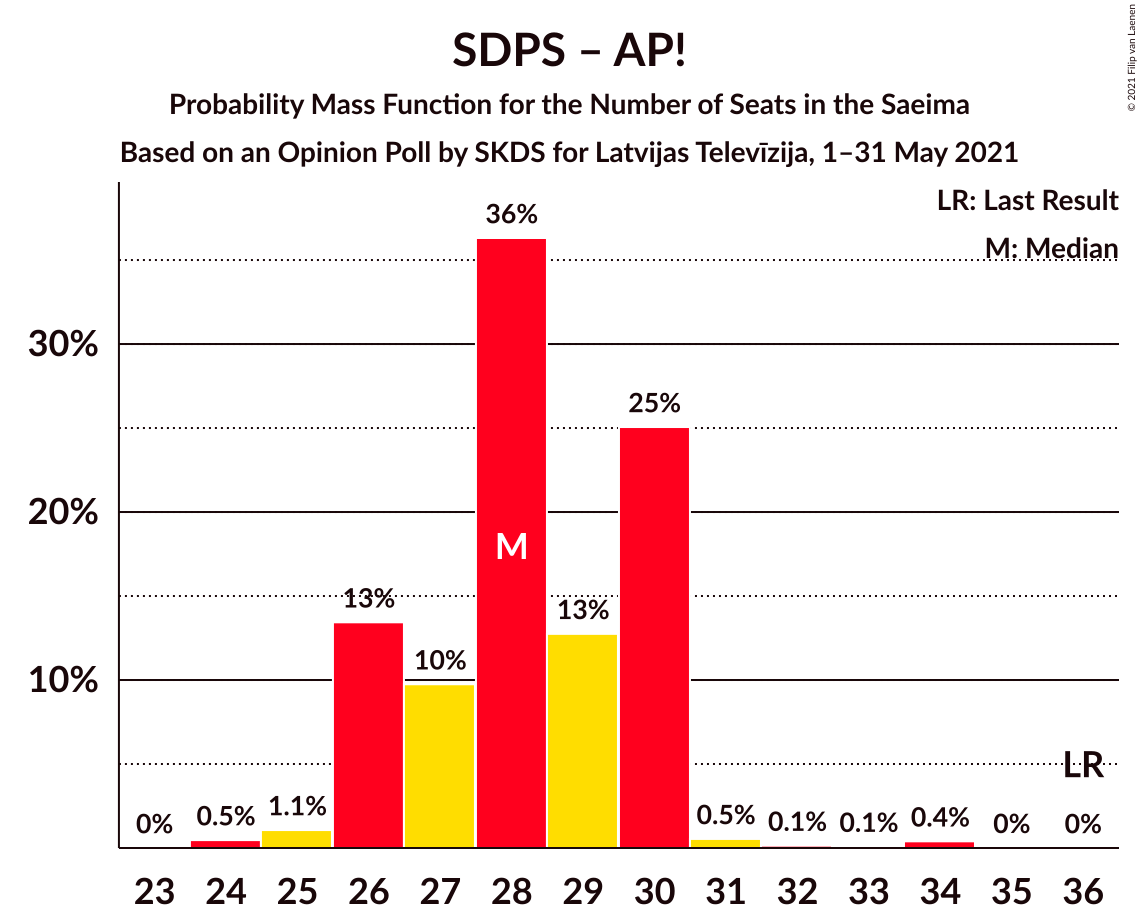 SDPS – AP!
Probability Mass Function for the Number of Seats in the Saeima
Based on an Opinion Poll by SKDS for Latvijas Televīzija, 1–31 May 2021
© 2021 Filip van Laenen
LR: Last Result
M: Median
30%
20%
10%
0%
0.5%
1.1%
13%
10%
36%
M
13%
25%
0.5%
0.1%
0.1%
0.4%
0%
LR
0%
23 24 25 26 27 28 29 30 31 32 33 34 35 36